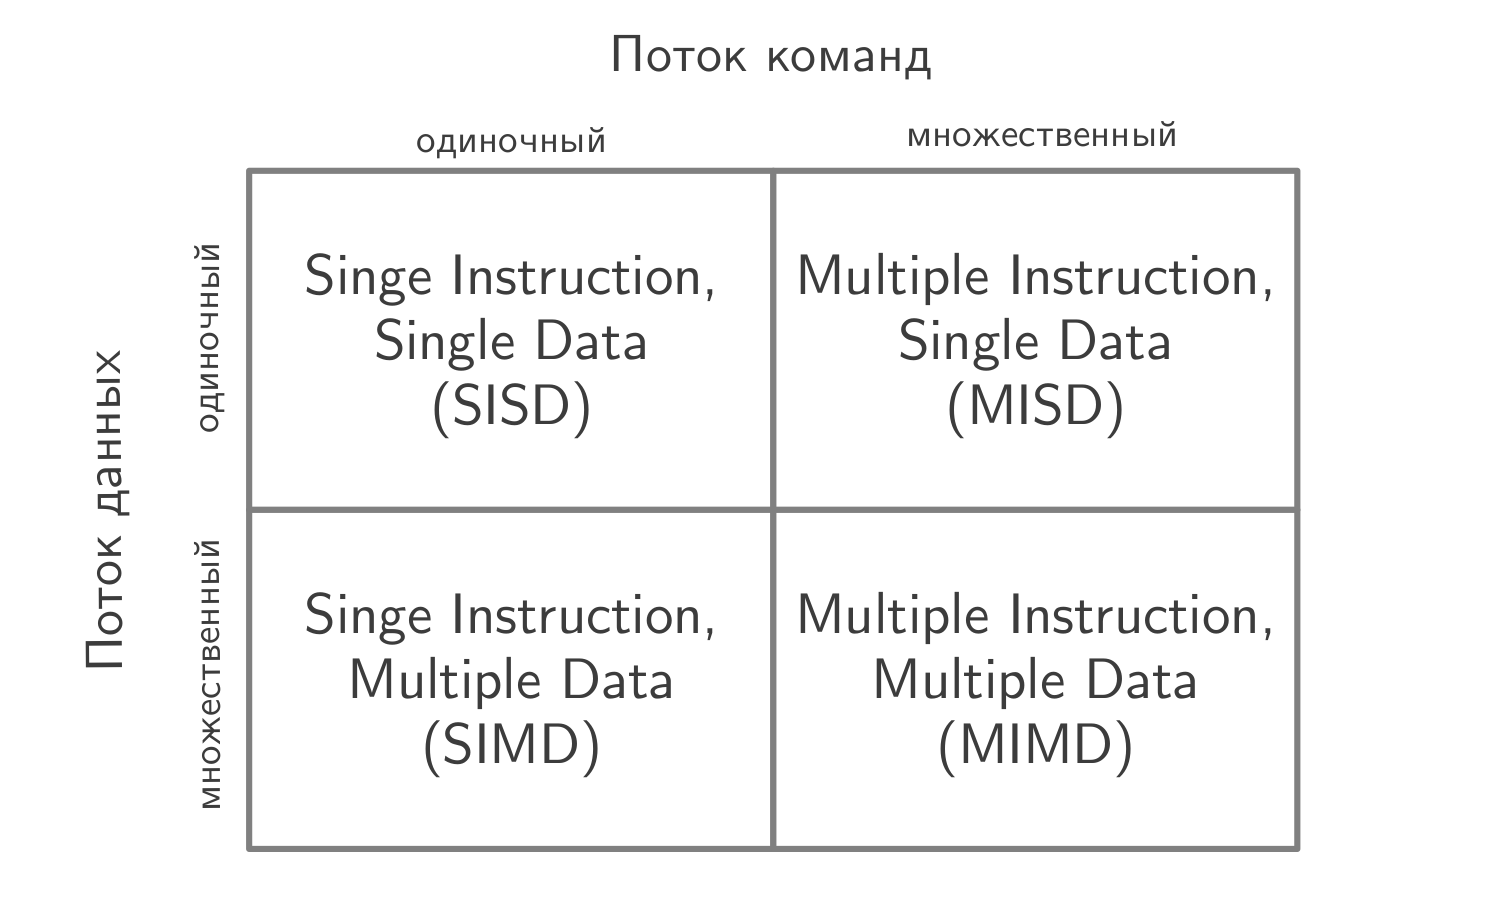 Поток команд
одиночный
множественный
Поток данных
одиночный
Singe Instruction,
Single Data
(SISD)
Multiple Instruction,
Single Data
(MISD)
множественный
Singe Instruction,
Multiple Data
(SIMD)
Multiple Instruction,
Multiple Data
(MIMD)